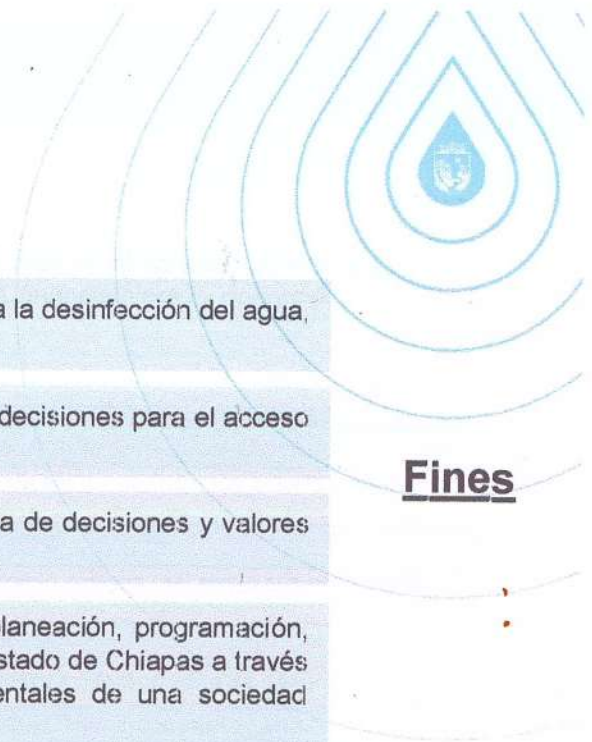 a la desinfección del agua,
decisiones para el acceso
Fines
a de decisiones y valores
laneación, programación,
stado de Chiapas a través
entales de una sociedad